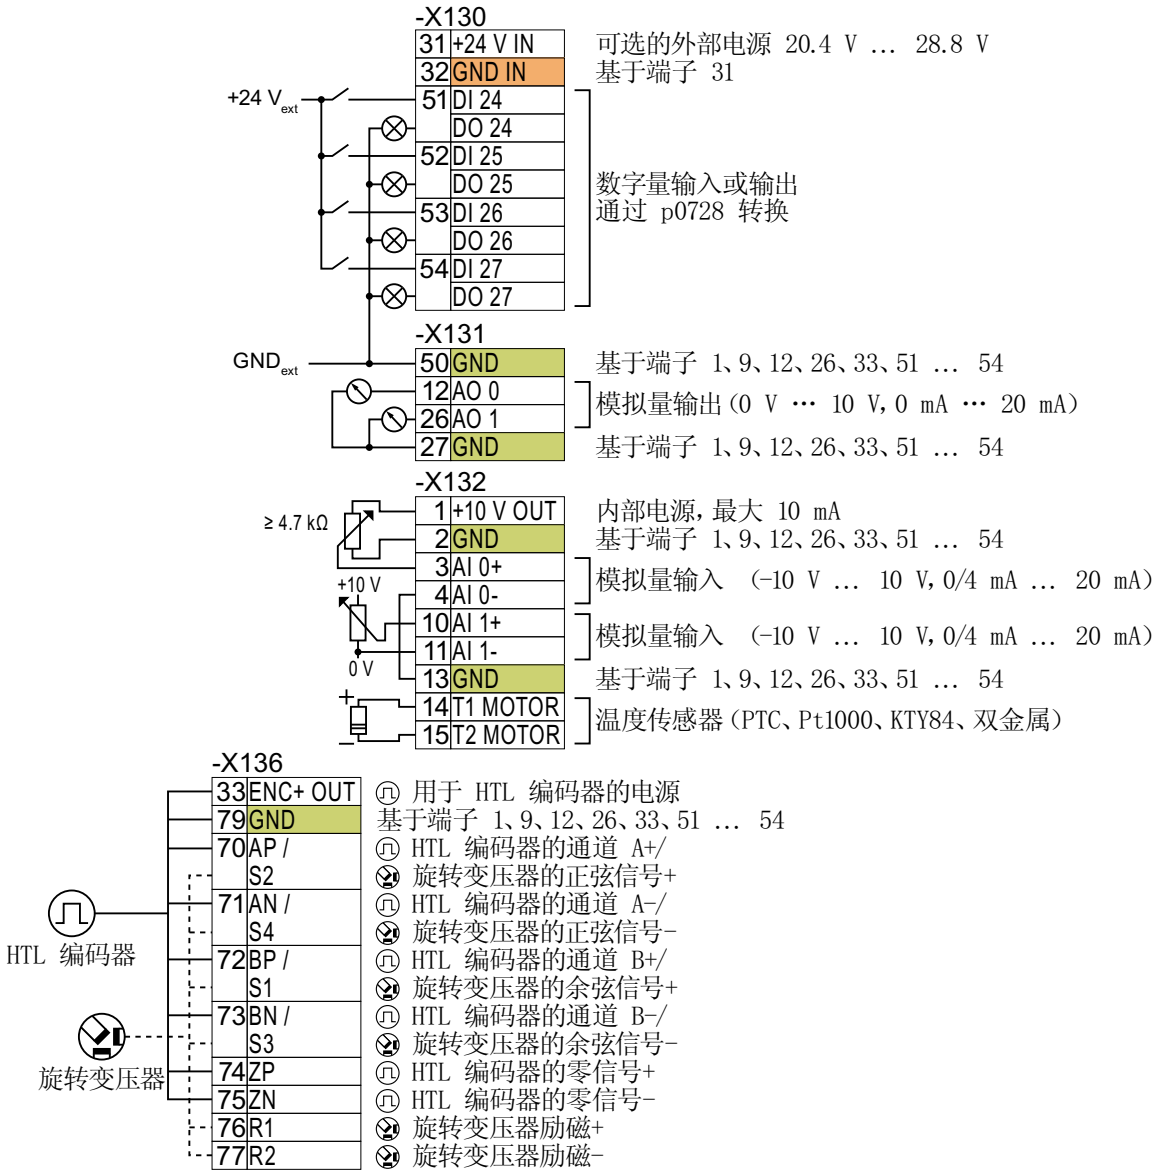 -X130
31 +24 V IN 可选的外部电源 20.4 V ... 28.8 V
32 GND IN 基于端子 31
+24 Vext 51 DI 24
DO 24
52 DI 25
DO 25 数字量输入或输出
53 DI 26 通过 p0728 转换
DO 26
54 DI 27
DO 27
-X131
GNDext 50 GND 基于端子 1、9、12、26、33、51 ... 54
12 AO 0 模拟量输出(0 V ··· 10 V, 0 mA ··· 20 mA)
26 AO 1
27 GND 基于端子 1、9、12、26、33、51 ... 54
-X132
≥ 4.7 kΩ 1 +10 V OUT 内部电源, 最大 10 mA
2 GND 基于端子 1、9、12、26、33、51 ... 54
3 AI 0+ 模拟量输入 (-10 V ... 10 V, 0/4 mA ... 20 mA)
+10 V 4 AI 0-
10 AI 1+ 模拟量输入 (-10 V ... 10 V, 0/4 mA ... 20 mA)
11 AI 1-
0 V 13 GND 基于端子 1、9、12、26、33、51 ... 54
+ 14 T1 MOTOR 温度传感器(PTC、Pt1000、KTY84、双金属)
- 15 T2 MOTOR
-X136
33 ENC+ OUT 用于 HTL 编码器的电源
79 GND 基于端子 1、9、12、26、33、51 ... 54
70 AP / HTL 编码器的通道 A+/
S2 旋转变压器的正弦信号+
71 AN / HTL 编码器的通道 A-/
S4 旋转变压器的正弦信号-
HTL 编码器 72 BP / HTL 编码器的通道 B+/
S1 旋转变压器的余弦信号+
73 BN / HTL 编码器的通道 B-/
S3 旋转变压器的余弦信号-
旋转变压器 74 ZP HTL 编码器的零信号+
75 ZN HTL 编码器的零信号-
76 R1 旋转变压器励磁+
77 R2 旋转变压器励磁-